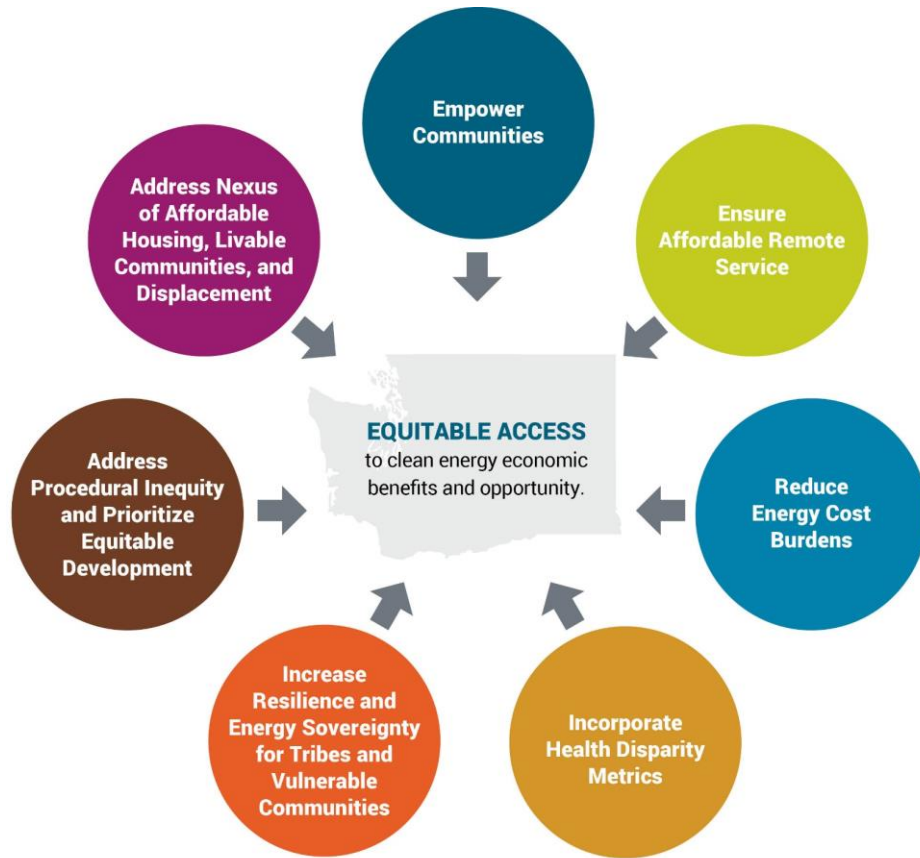 Empower
Communities
Ensure
Affordable Remote
Service
Reduce
Energy Cost
Burdens
Incorporate
Health Disparity
Metrics
Increase
Resilience and
Energy Sovereignty
for Tribes and
Vulnerable
Communities
Address
Procedural Inequity
and Prioritize
Equitable
Development
Address Nexus
of Affordable
Housing, Livable
Communities, and
Displacement
EQUITABLE ACCESS
to clean energy economic
benefits and opportunity.